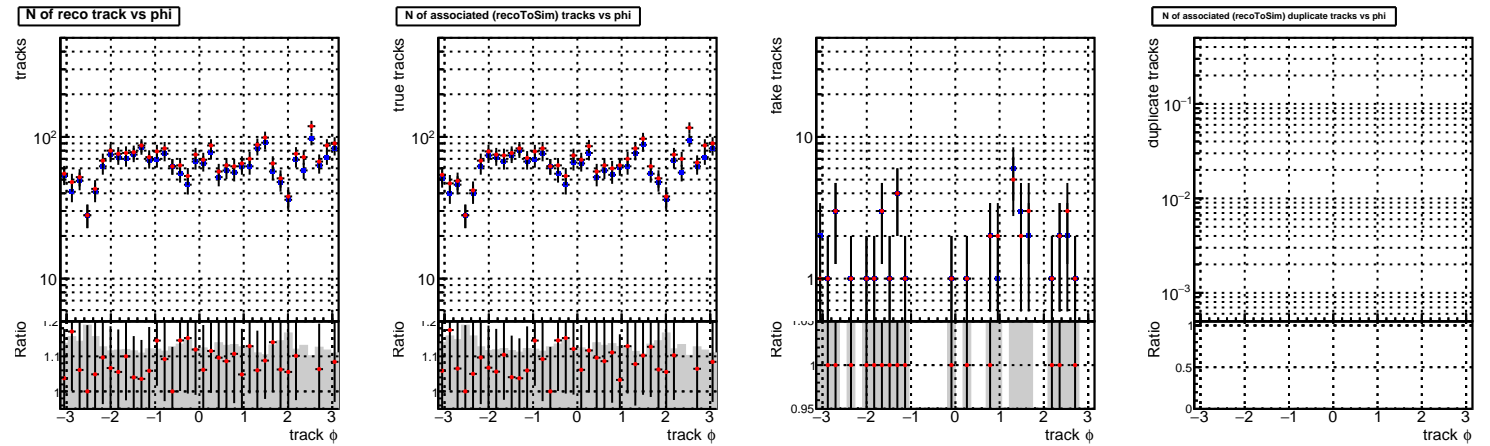 N of reco track vs phi
tracks
10²
10
Ratio
1.2
1.1
1
−3 −2 −1 0 1 2 3
track ϕ
N of associated (recoToSim) tracks vs phi
true tracks
10²
10
Ratio
1.2
1.1
1
−3 −2 −1 0 1 2 3
track ϕ
fake tracks
10
1
Ratio
1.05
1
0.95
−3 −2 −1 0 1 2 3
track ϕ
N of associated (recoToSim) duplicate tracks vs phi
duplicate tracks
10⁻¹
10⁻²
10⁻³
Ratio
1
0.5
0
−3 −2 −1 0 1 2 3
track ϕ